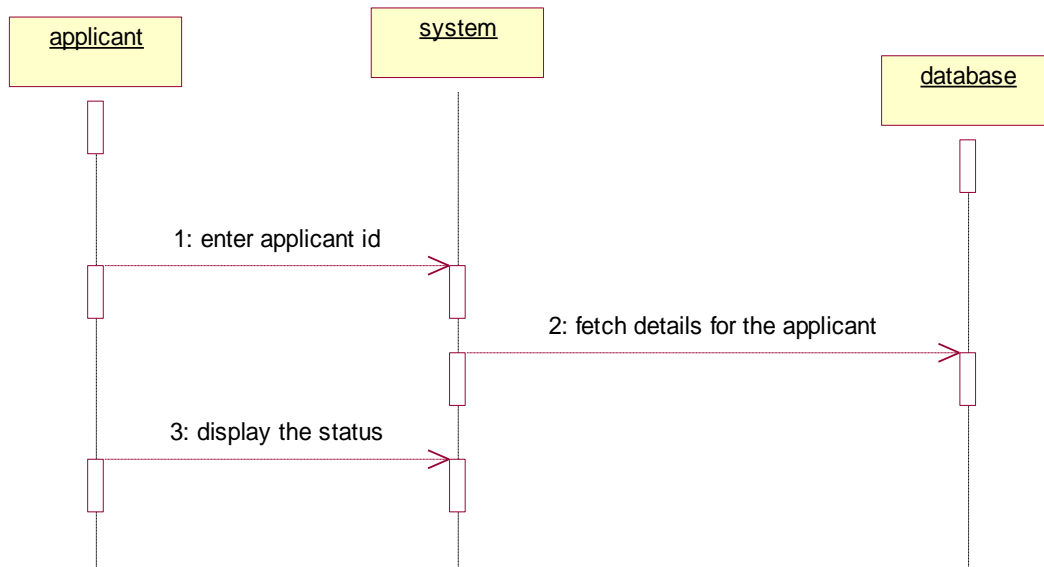 applicant
system
database
1: enter applicant id
2: fetch details for the applicant
3: display the status